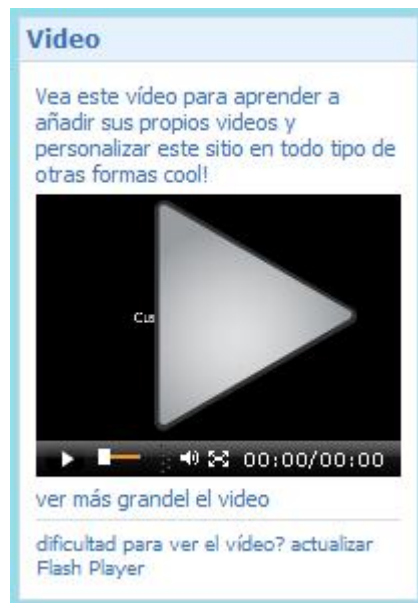 Video
Vea este vídeo para aprender a
añadir sus propios videos y
personalizar este sitio en todo tipo de
otras formas cool!
00:00/00:00
ver más grandel el video
dificultad para ver el vídeo? actualizar
Flash Player